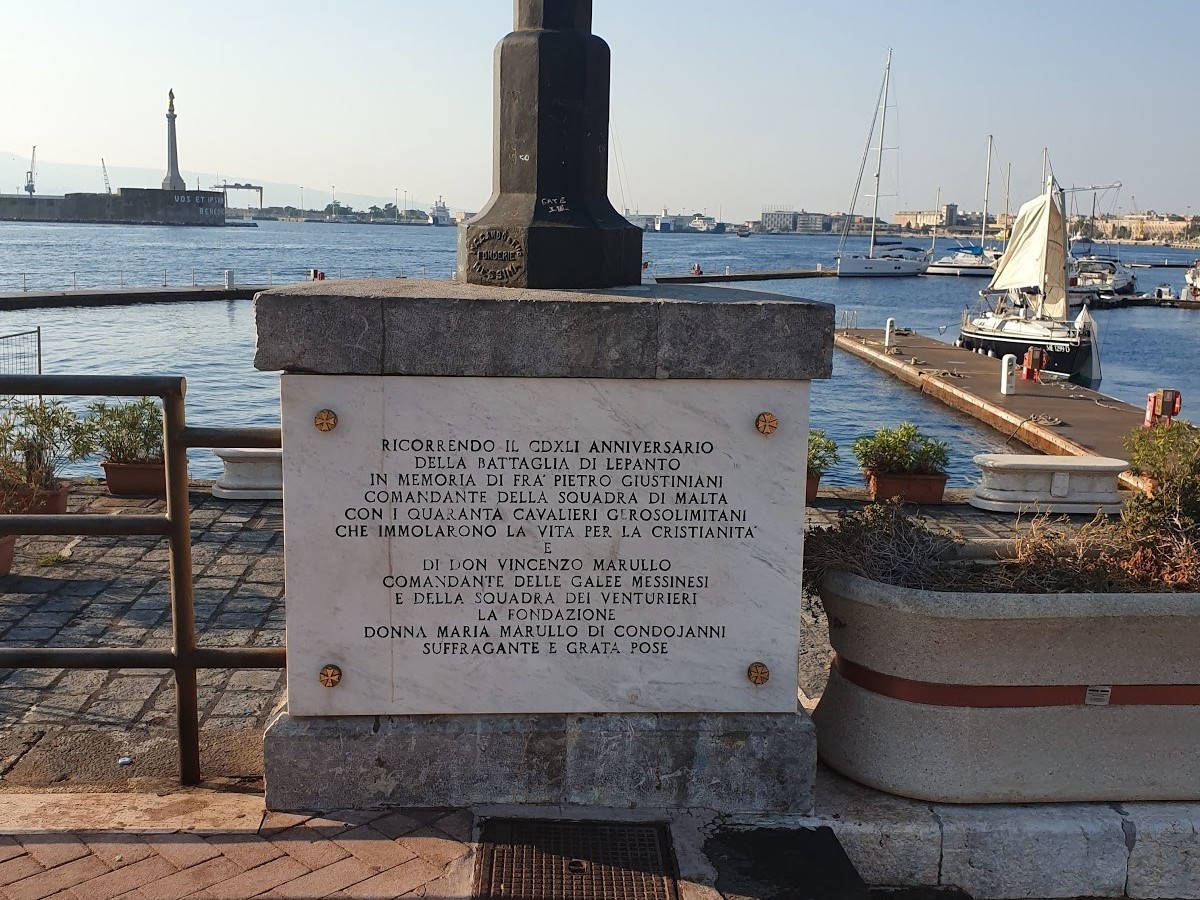 VOS ET IPSAM
BENEDI
GATE
XIII
FONDERIE
MESSINA
RICORRENDO IL CDXLI ANNIVERSARIO
DELLA BATTAGLIA DI LEPANTO
IN MEMORIA DI FRA' PIETRO GIUSTINIANI
COMANDANTE DELLA SQUADRA DI MALTA
CON I QUARANTA CAVALIERI GEROSOLIMITANI
CHE IMMOLARONO LA VITA PER LA CRISTIANITA'
E
DI DON VINCENZO MARULLO
COMANDANTE DELLE GALEE MESSINESI
E DELLA SQUADRA DEI VENTURIERI
LA FONDAZIONE
DONNA MARIA MARULLO DI CONDOJANNI
SUFFRAGANTE E GRATA POSE